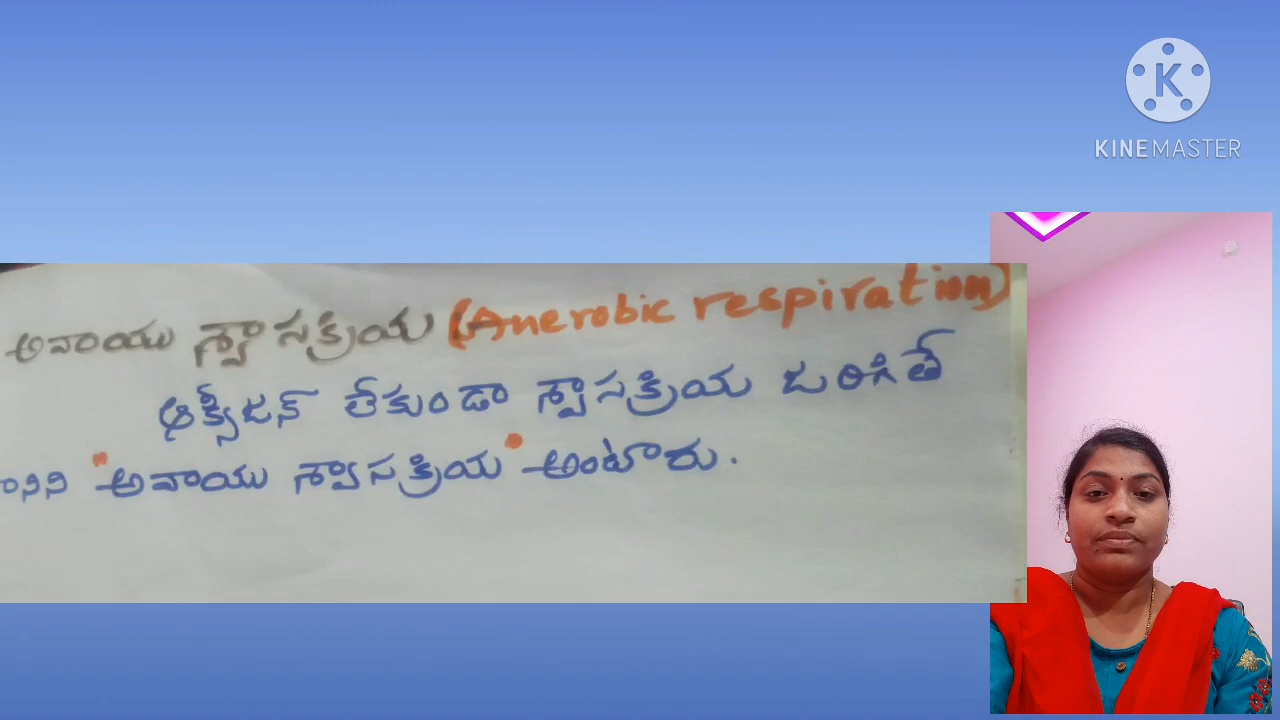 KINEMASTER
అవాయు శ్వాసక్రియ (Anerobic respiration)
ఆక్సీజన్ లేకుండా శ్వాసక్రియ జరిగితే
"అవాయు శ్వాసక్రియ" అంటారు.